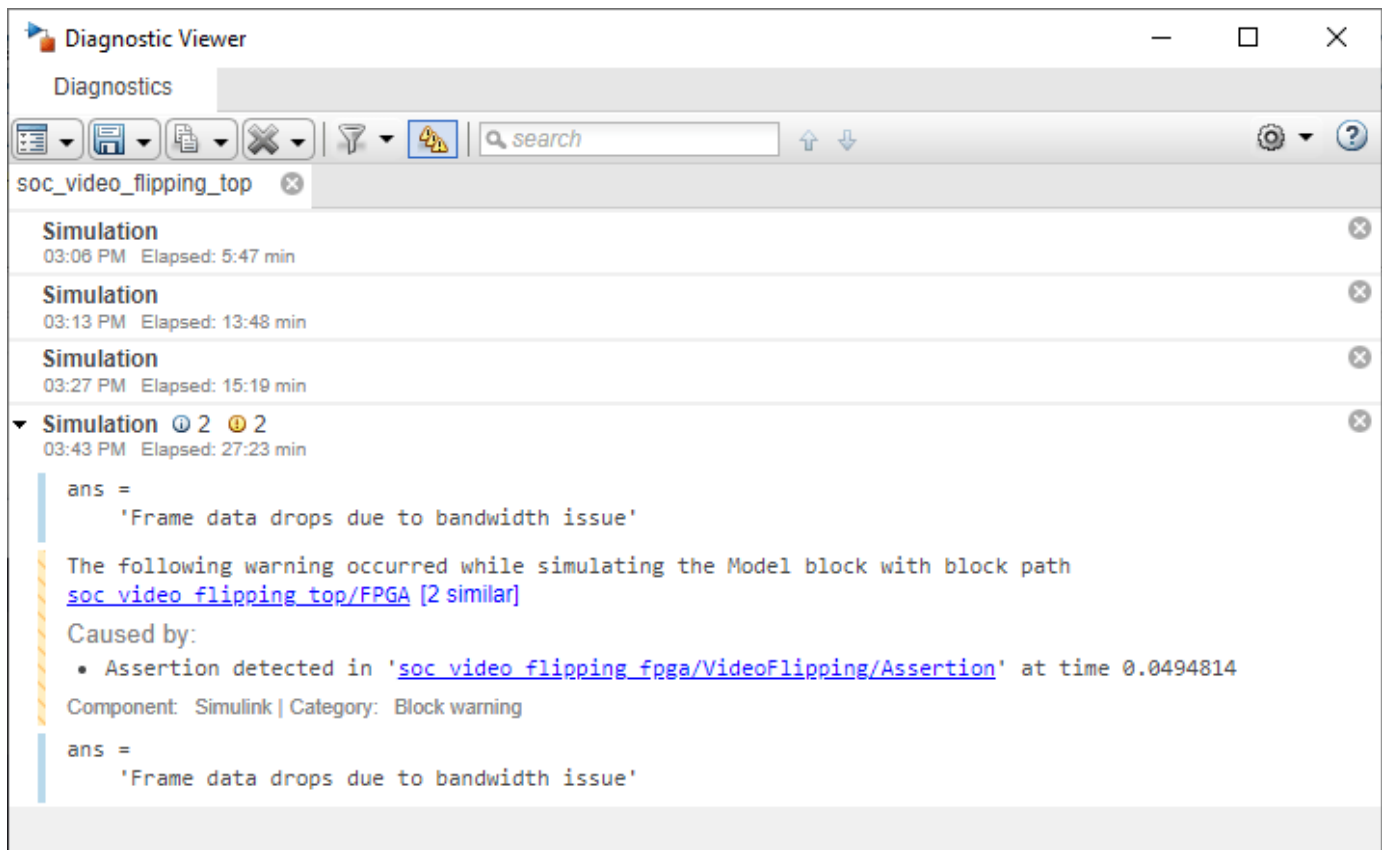 Diagnostic Viewer
Diagnostics
search
soc_video_flipping_top
Simulation
03:06 PM Elapsed: 5:47 min
Simulation
03:13 PM Elapsed: 13:48 min
Simulation
03:27 PM Elapsed: 15:19 min
Simulation 2 2
03:43 PM Elapsed: 27:23 min
ans =
'Frame data drops due to bandwidth issue'
The following warning occurred while simulating the Model block with block path
soc_video_flipping_top/FPGA [2 similar]
Caused by:
• Assertion detected in 'soc_video_flipping_fpga/VideoFlipping/Assertion' at time 0.0494814
Component: Simulink | Category: Block warning
ans =
'Frame data drops due to bandwidth issue'